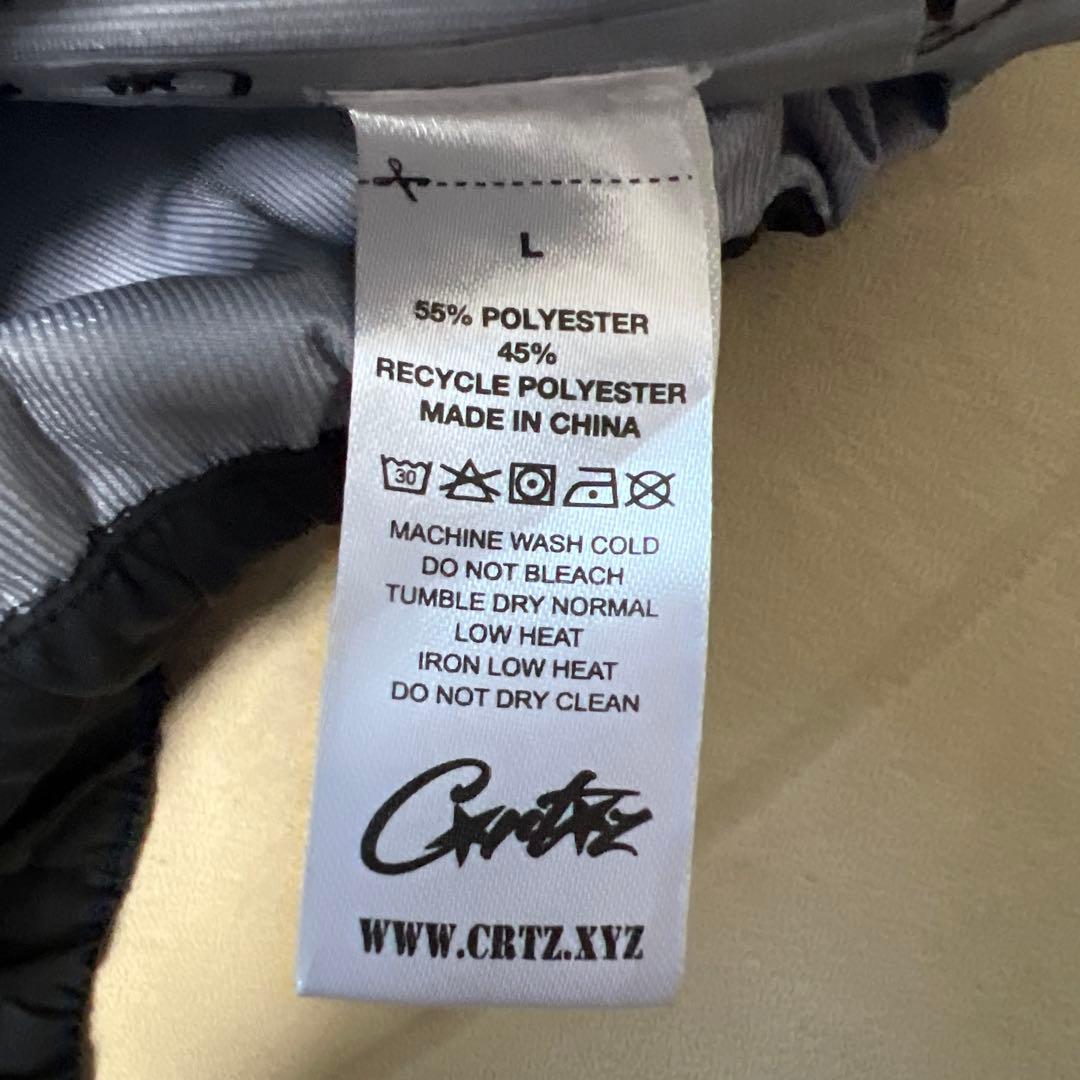 L
55% POLYESTER
45%
RECYCLE POLYESTER
MADE IN CHINA
30
MACHINE WASH COLD
DO NOT BLEACH
TUMBLE DRY NORMAL
LOW HEAT
IRON LOW HEAT
DO NOT DRY CLEAN
Crtz
WWW.CRTZ.XYZ